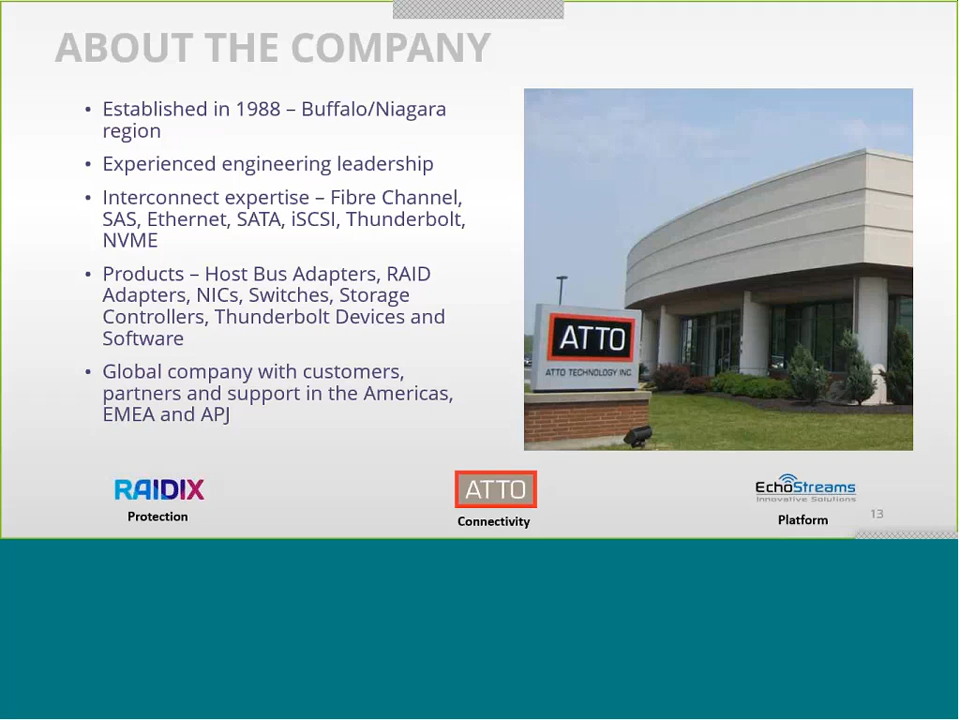 ABOUT THE COMPANY
• Established in 1988 – Buffalo/Niagara
region
• Experienced engineering leadership
• Interconnect expertise – Fibre Channel,
SAS, Ethernet, SATA, iSCSI, Thunderbolt,
NVME
• Products – Host Bus Adapters, RAID
Adapters, NICs, Switches, Storage
Controllers, Thunderbolt Devices and
Software
• Global company with customers,
partners and support in the Americas,
EMEA and APJ
ATTO
ATTO TECHNOLOGY INC.
RAIDIX
Protection
ATTO
Connectivity
EchoStreams
Innovative Solutions
Platform
13